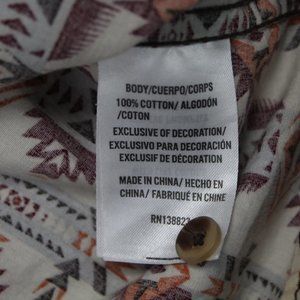 BODY/CUERPO/CORPS
100% COTTON/ ALGODÓN
/COTON
EXCLUSIVE OF DECORATION/
EXCLUSIVO PARA DECORACIÓN
EXCLUSIF DE DÉCORATION
MADE IN CHINA/ HECHO EN
CHINA/ FABRIQUÉ EN CHINE
RN138823